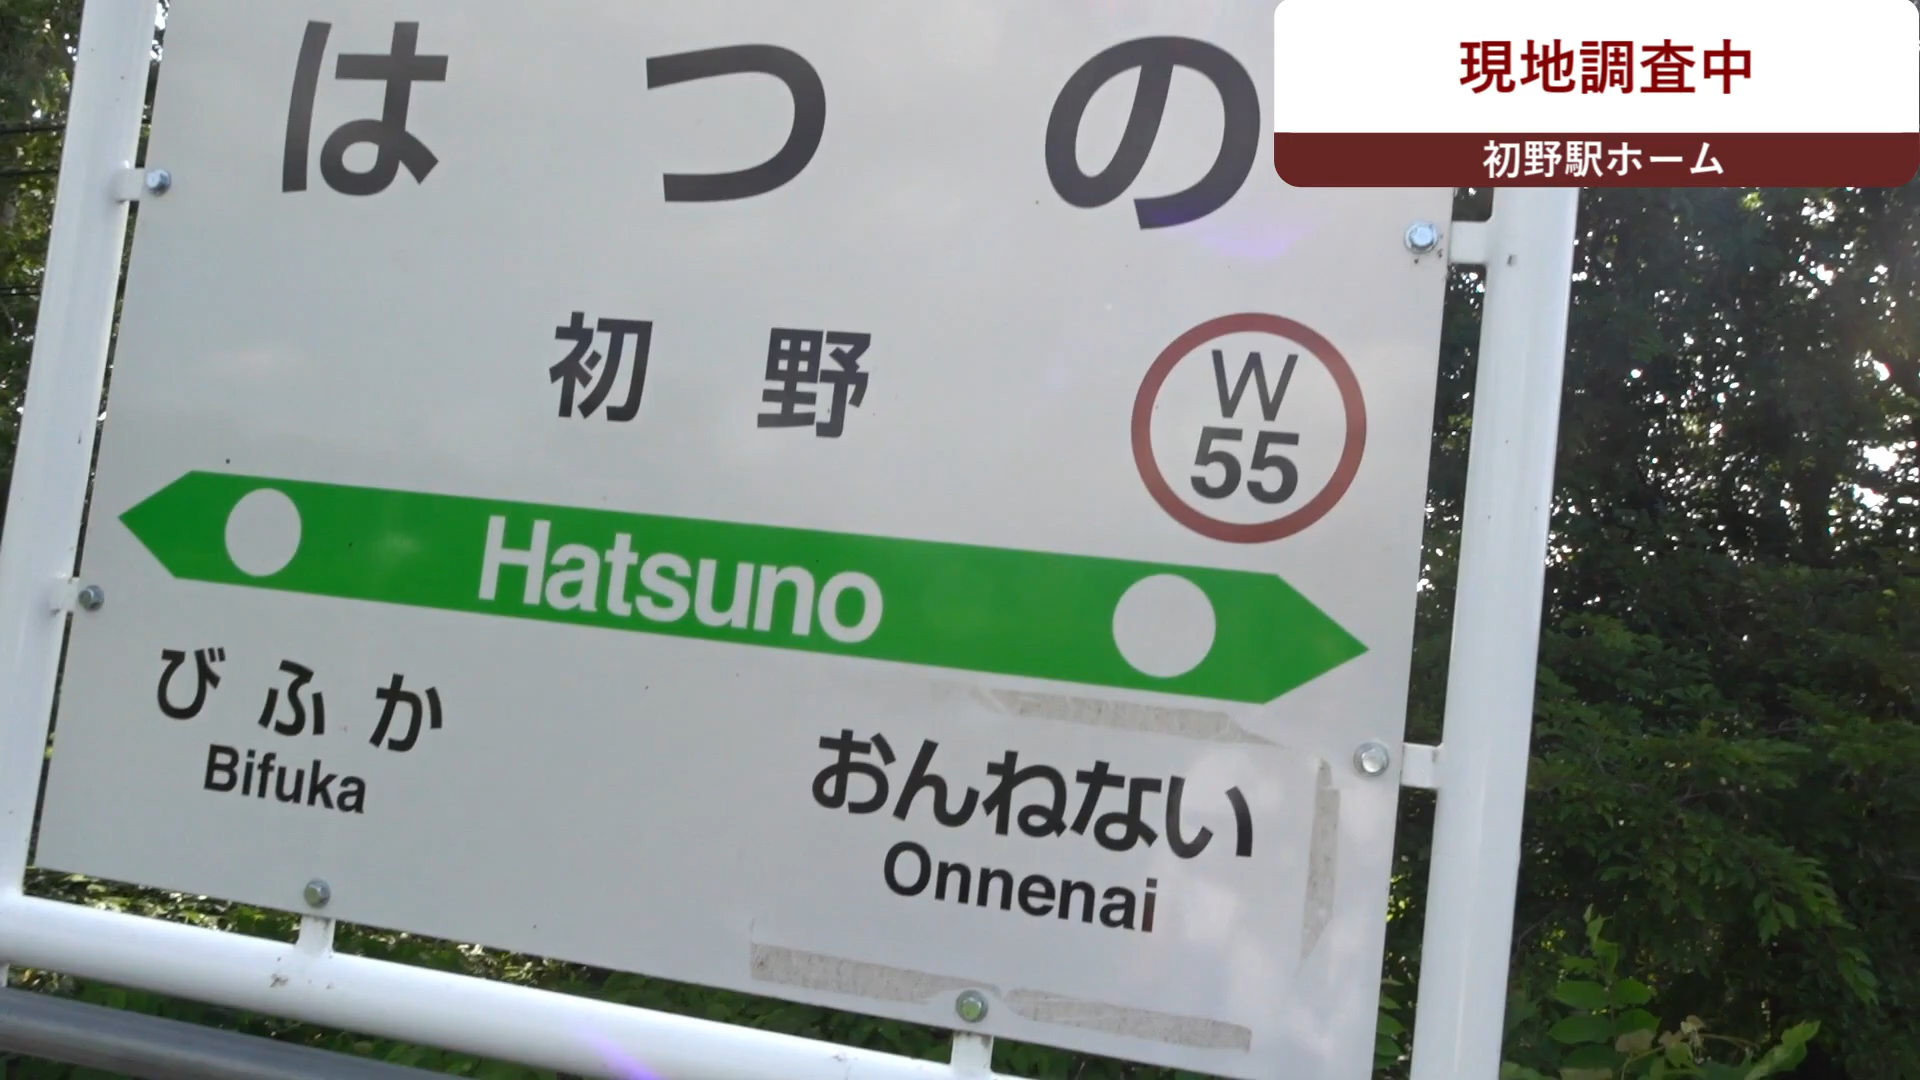 現地調査中
初野駅ホーム
はつの
初野
W
55
Hatsuno
びふか
Bifuka
おんねない
Onnenai